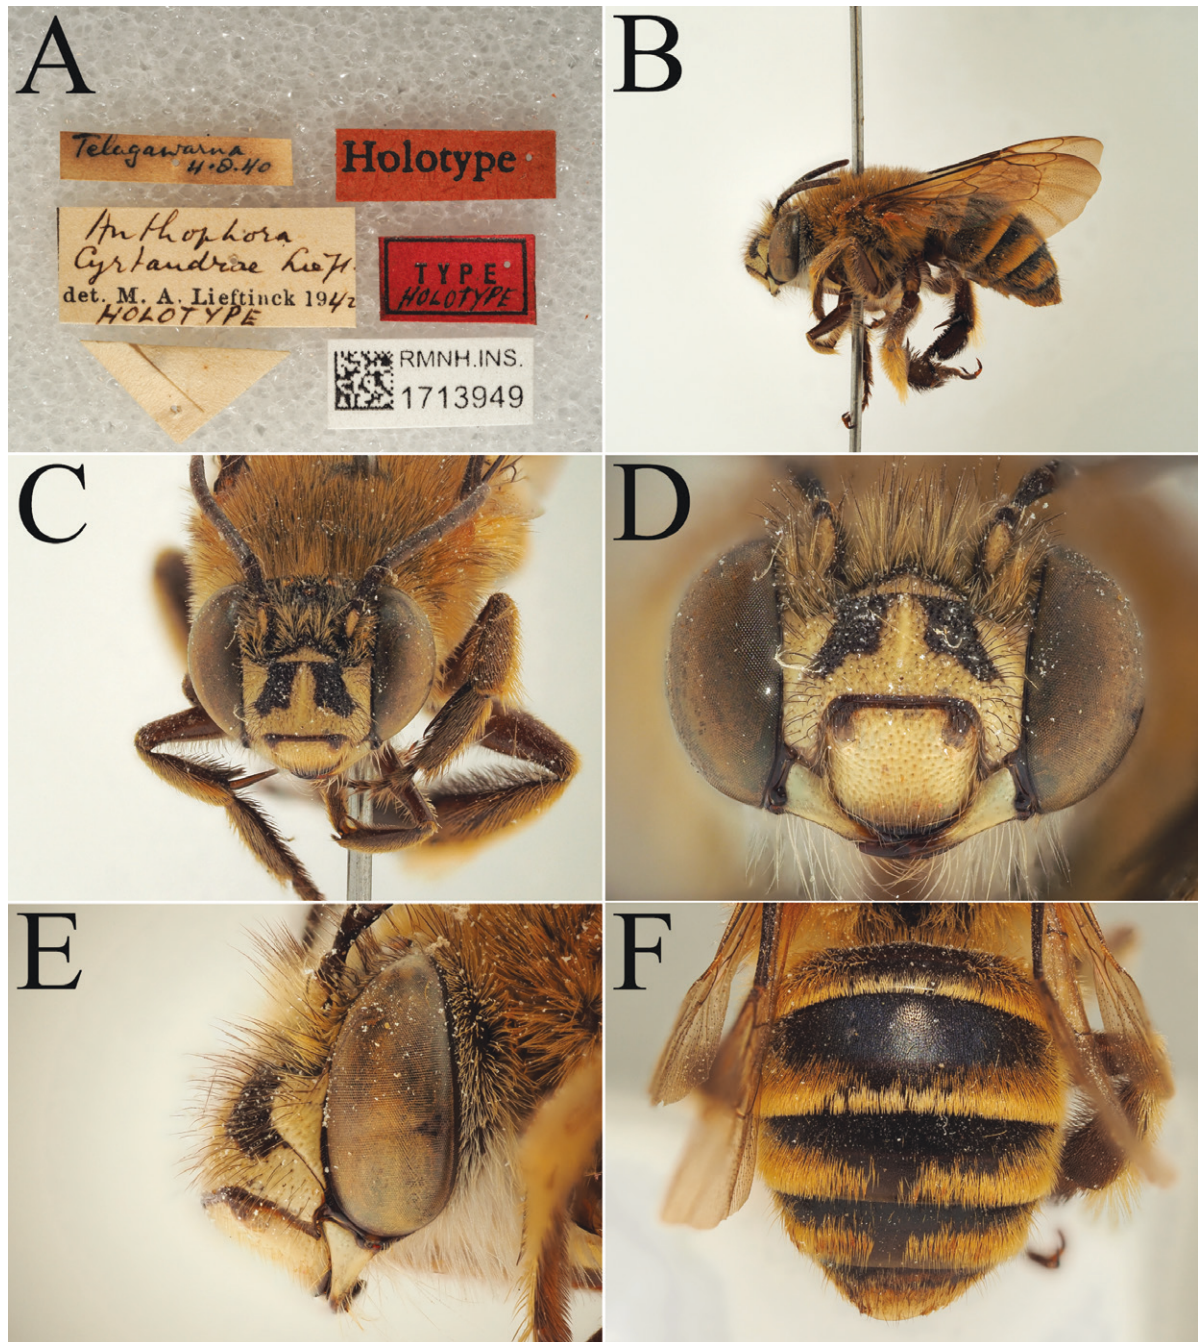 A
Telagawarna
4.8.40
Holotype
Anthophora
Cyrtandrae Lieft.
det. M. A. Lieftinck 1942
HOLOTYPE
TYPE
HOLOTYPE
RMNH.INS.
1713949
B
C
D
E
F